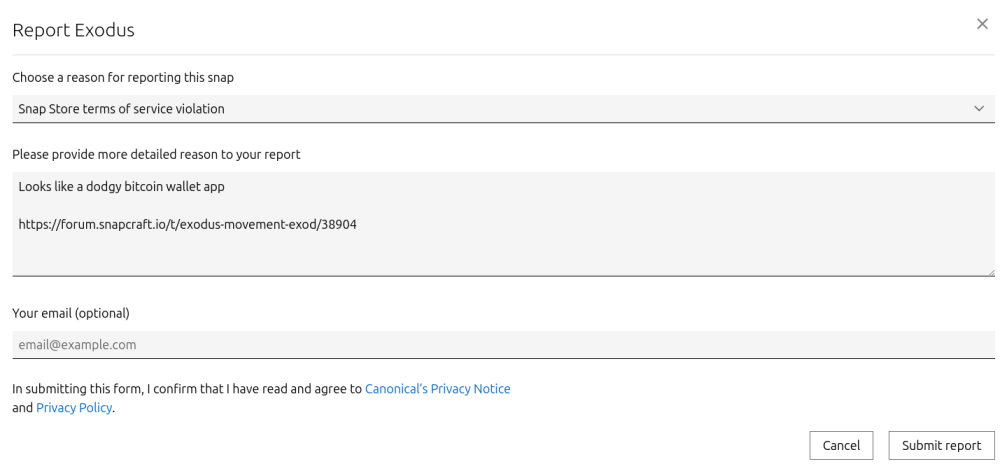 Report Exodus
Choose a reason for reporting this snap
Snap Store terms of service violation
Please provide more detailed reason to your report
Looks like a dodgy bitcoin wallet app
https://forum.snapcraft.io/t/exodus-movement-exod/38904
Your email (optional)
email@example.com
In submitting this form, I confirm that I have read and agree to Canonical's Privacy Notice
and Privacy Policy.
Cancel Submit report